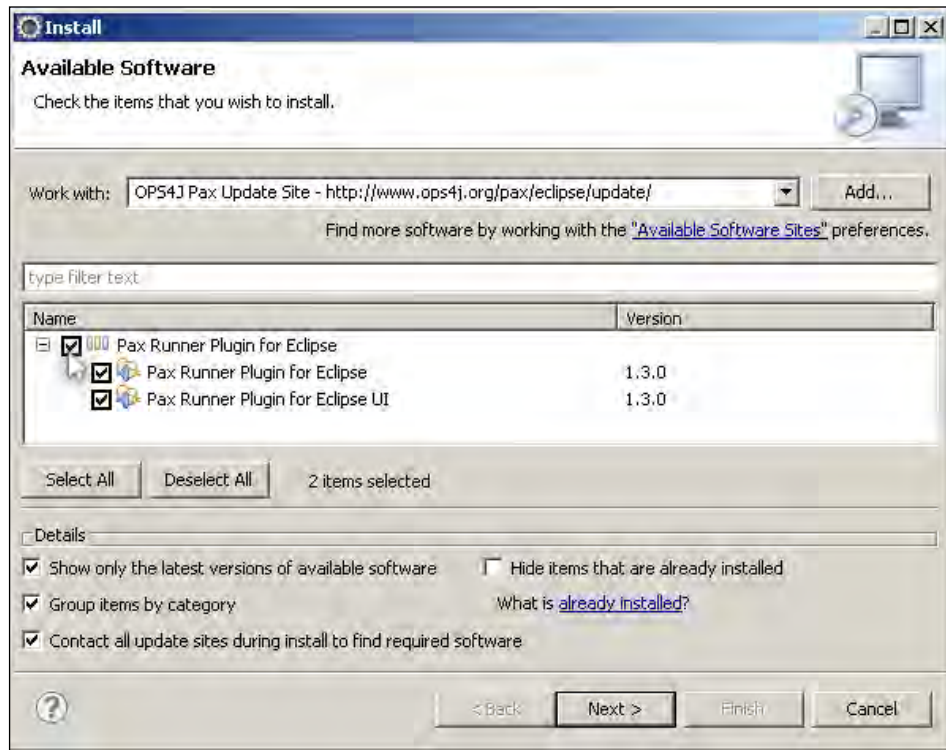 Install
Available Software
Check the items that you wish to install.
Work with: OPS4J Pax Update Site - http://www.ops4j.org/pax/eclipse/update/ Add...
Find more software by working with the "Available Software Sites" preferences.
type filter text
Name Version
Pax Runner Plugin for Eclipse
Pax Runner Plugin for Eclipse 1.3.0
Pax Runner Plugin for Eclipse UI 1.3.0
Select All Deselect All 2 items selected
Details
Show only the latest versions of available software Hide items that are already installed
Group items by category What is already installed?
Contact all update sites during install to find required software
? < Back Next > Finish Cancel